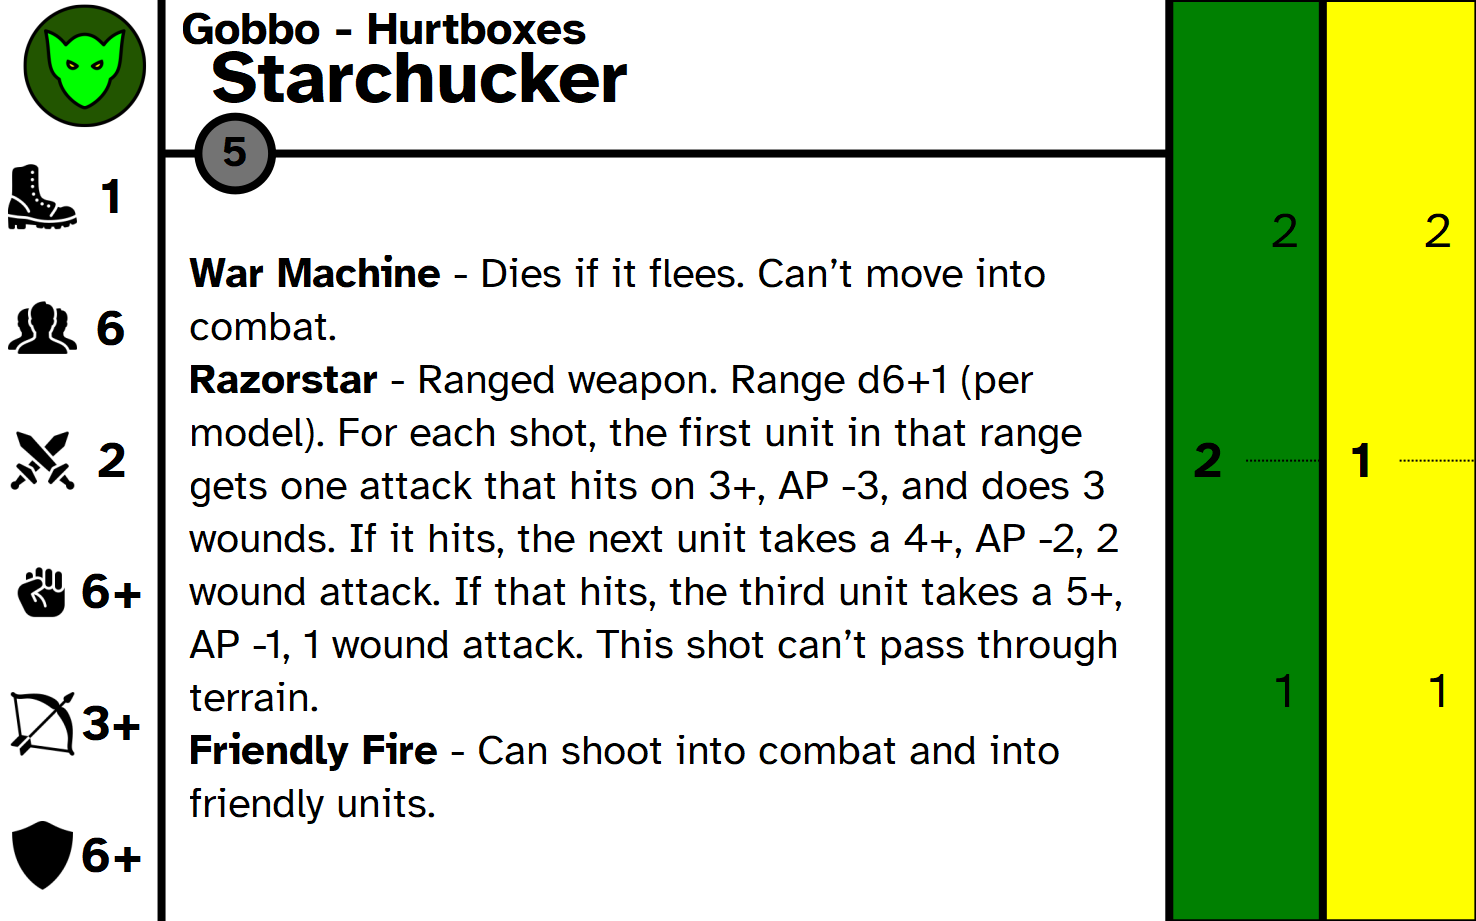 Gobbo - Hurtboxes
Starchucker
5
1
6
2
6+
3+
6+
War Machine - Dies if it flees. Can’t move into
combat.
Razorstar - Ranged weapon. Range d6+1 (per
model). For each shot, the first unit in that range
gets one attack that hits on 3+, AP -3, and does 3
wounds. If it hits, the next unit takes a 4+, AP -2, 2
wound attack. If that hits, the third unit takes a 5+,
AP -1, 1 wound attack. This shot can’t pass through
terrain.
Friendly Fire - Can shoot into combat and into
friendly units.
2
2
1
2
1
1